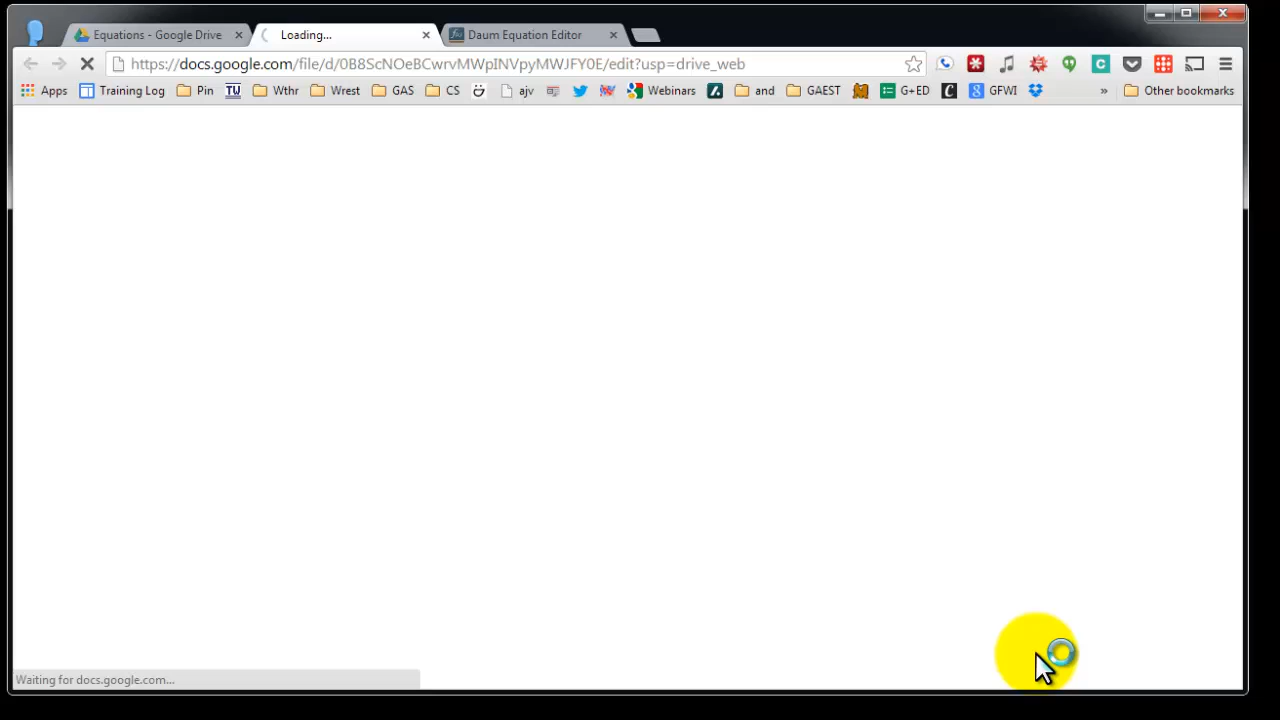 Equations - Google Drive
Loading...
Daum Equation Editor
https://docs.google.com/file/d/0B8ScNOeBCwrvMWpINVpyMWJFY0E/edit?usp=drive_web
Apps Training Log Pin TW Wthr Wrest GAS CS ajv Webinars and GAEST G+ED GFWI » Other bookmarks
Waiting for docs.google.com...